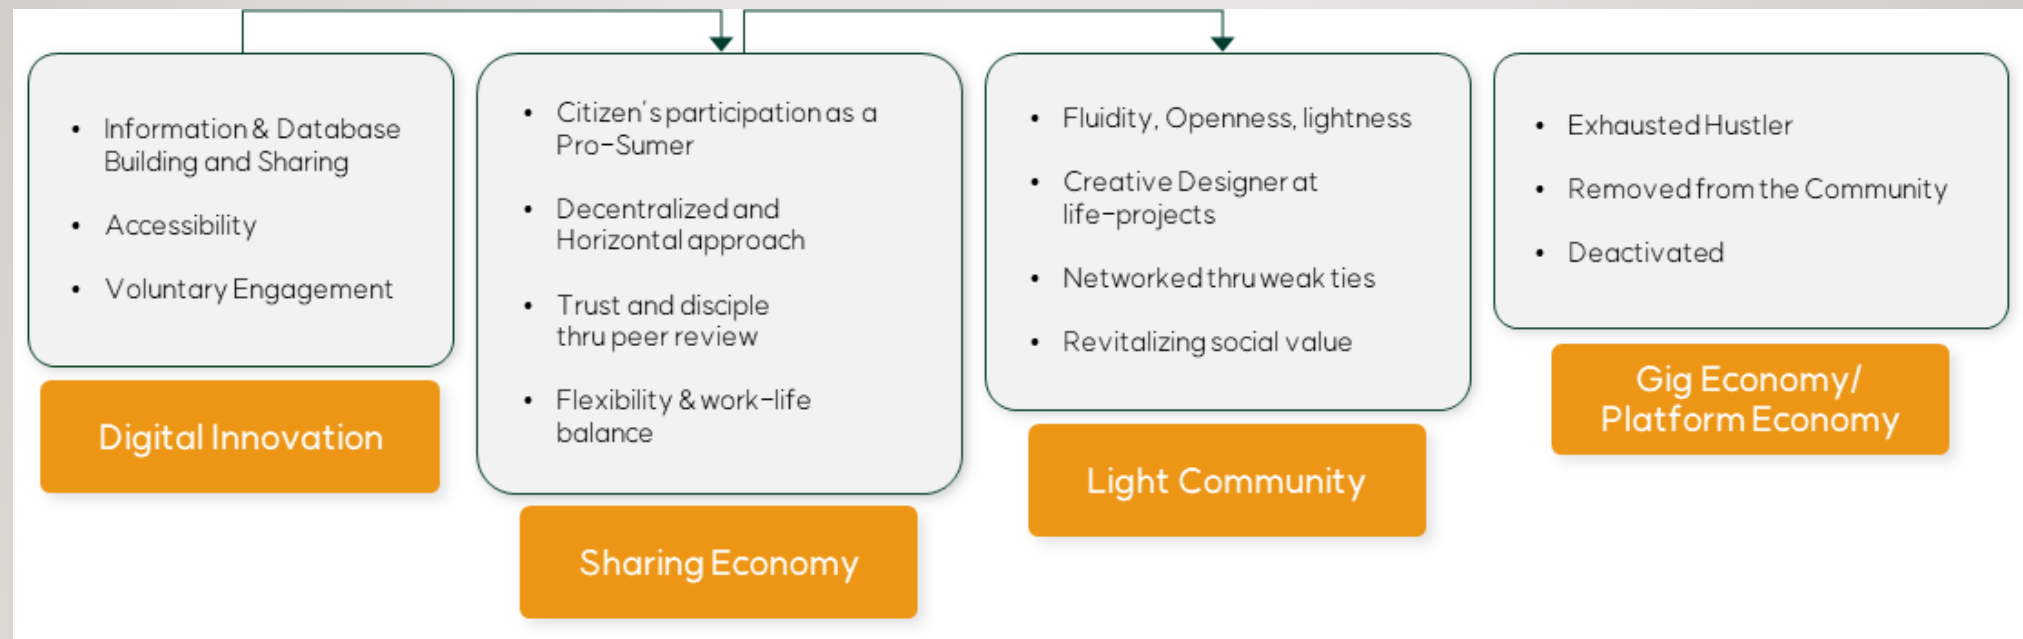 • Information & Database
Building and Sharing
• Accessibility
• Voluntary Engagement
Digital Innovation
• Citizen's participation as a
Pro-Sumer
• Decentralized and
Horizontal approach
• Trust and disciple
thru peer review
• Flexibility & work-life
balance
Sharing Economy
• Fluidity, Openness, lightness
• Creative Designer at
life-projects
• Networked thru weak ties
• Revitalizing social value
Light Community
• Exhausted Hustler
• Removed from the Community
• Deactivated
Gig Economy/
Platform Economy